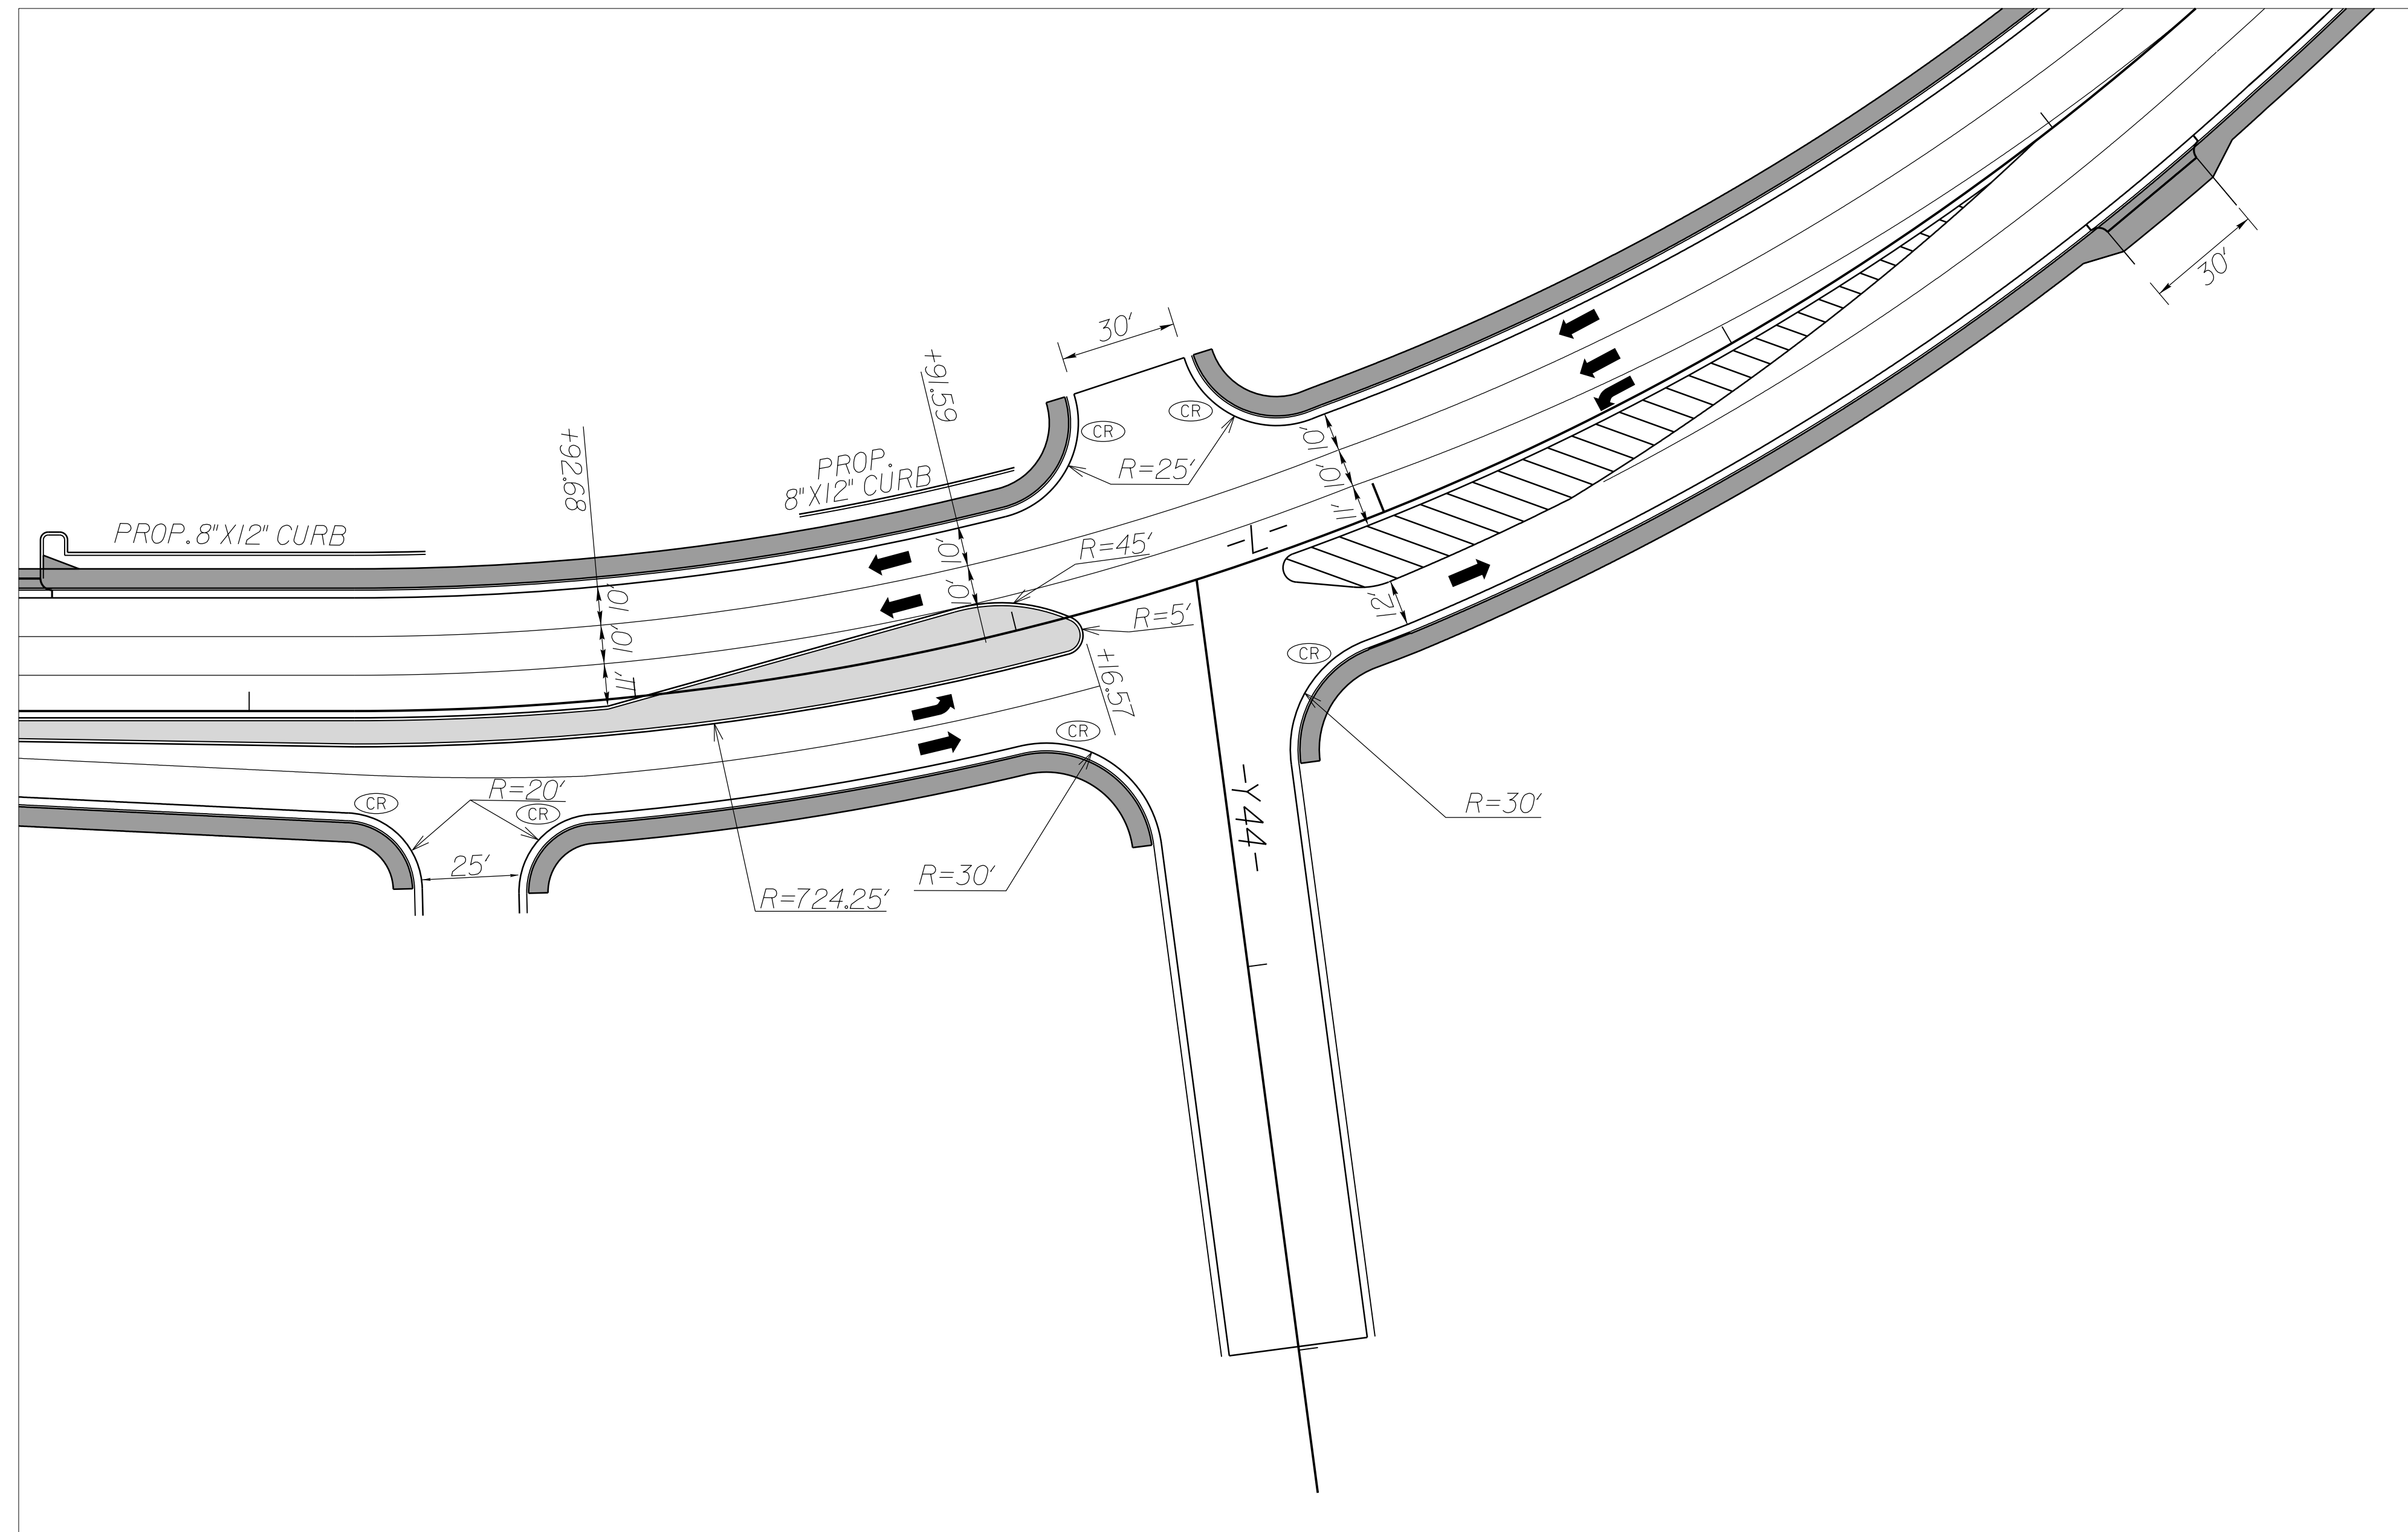 30'
30'
+91.59
CR
CR
R=25'
+92.68
PROP.
8"X12" CURB
PROP. 8"X12" CURB
10'
10'
11'
-L-
10'
10'
R=45'
R=5'
10'
10'
11'
12'
+16.57
CR
CR
-Y44-
CR
R=20'
CR
R=30'
25'
R=30'
R=724.25'